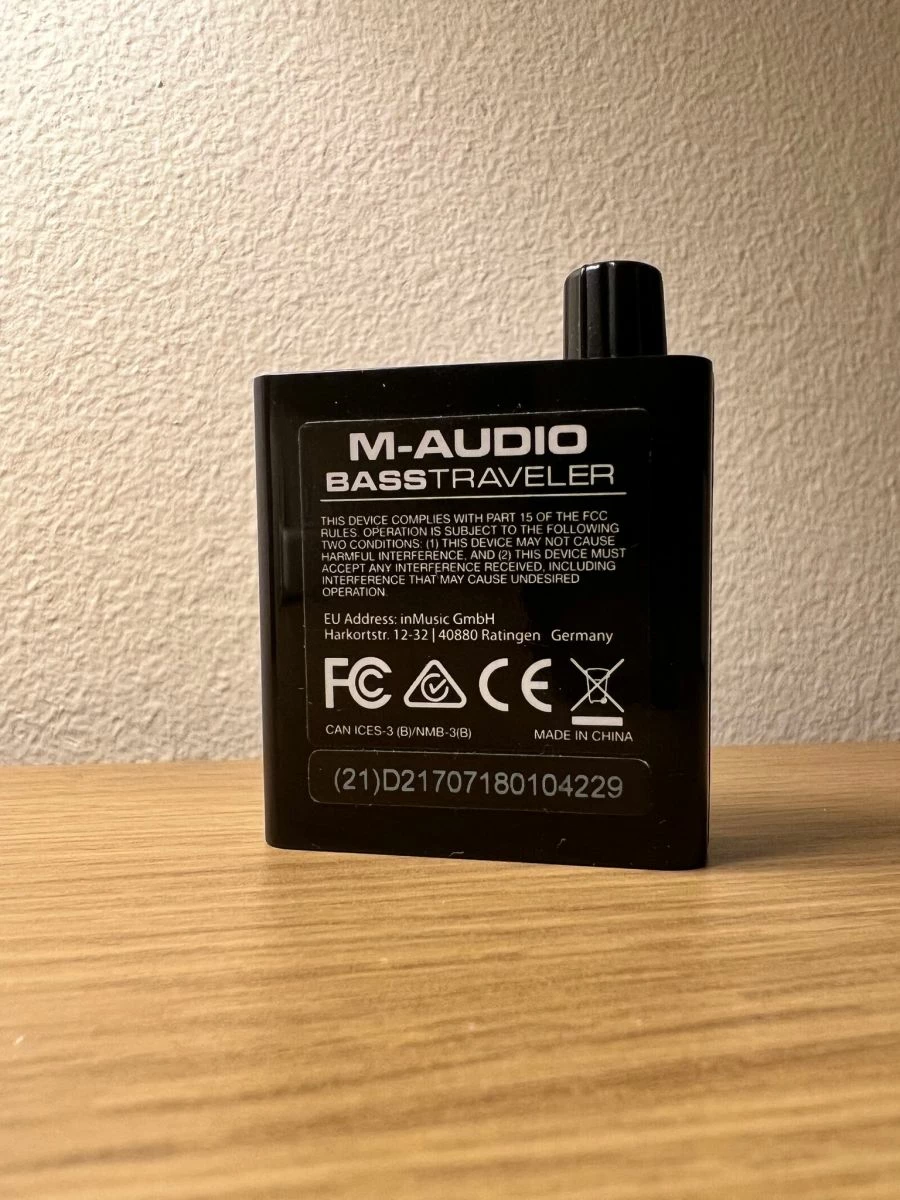 M-AUDIO
BASSTRAVELER
THIS DEVICE COMPLIES WITH PART 15 OF THE FCC
RULES. OPERATION IS SUBJECT TO THE FOLLOWING
TWO CONDITIONS: (1) THIS DEVICE MAY NOT CAUSE
HARMFUL INTERFERENCE, AND (2) THIS DEVICE MUST
ACCEPT ANY INTERFERENCE RECEIVED, INCLUDING
INTERFERENCE THAT MAY CAUSE UNDESIRED
OPERATION.
EU Address: inMusic GmbH
Harkortstr. 12-32 | 40880 Ratingen Germany
FC CE
CAN ICES-3 (B)/NMB-3(B) MADE IN CHINA
(21)D21707180104229